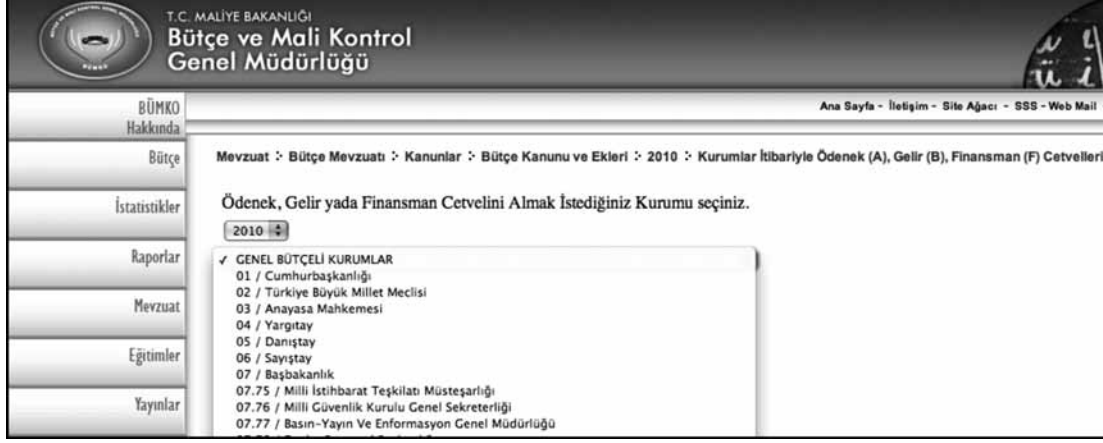 T.C. MALİYE BAKANLIĞI
Bütçe ve Mali Kontrol
Genel Müdürlüğü
Ana Sayfa - İletişim - Site Ağacı - SSS - Web Mail
BÜMKO
Hakkında
Bütçe
İstatistikler
Raporlar
Mevzuat
Eğitimler
Yayınlar
Mevzuat :· Bütçe Mevzuatı :· Kanunlar :· Bütçe Kanunu ve Ekleri :· 2010 :· Kurumlar İtibariyle Ödenek (A), Gelir (B), Finansman (F) Cetvelleri
Ödenek, Gelir yada Finansman Cetvelini Almak İstediğiniz Kurumu seçiniz.
2010
✓ GENEL BÜTÇELİ KURUMLAR
01 / Cumhurbaşkanlığı
02 / Türkiye Büyük Millet Meclisi
03 / Anayasa Mahkemesi
04 / Yargıtay
05 / Danıştay
06 / Sayıştay
07 / Başbakanlık
07.75 / Milli İstihbarat Teşkilatı Müsteşarlığı
07.76 / Milli Güvenlik Kurulu Genel Sekreterliği
07.77 / Basın-Yayın Ve Enformasyon Genel Müdürlüğü